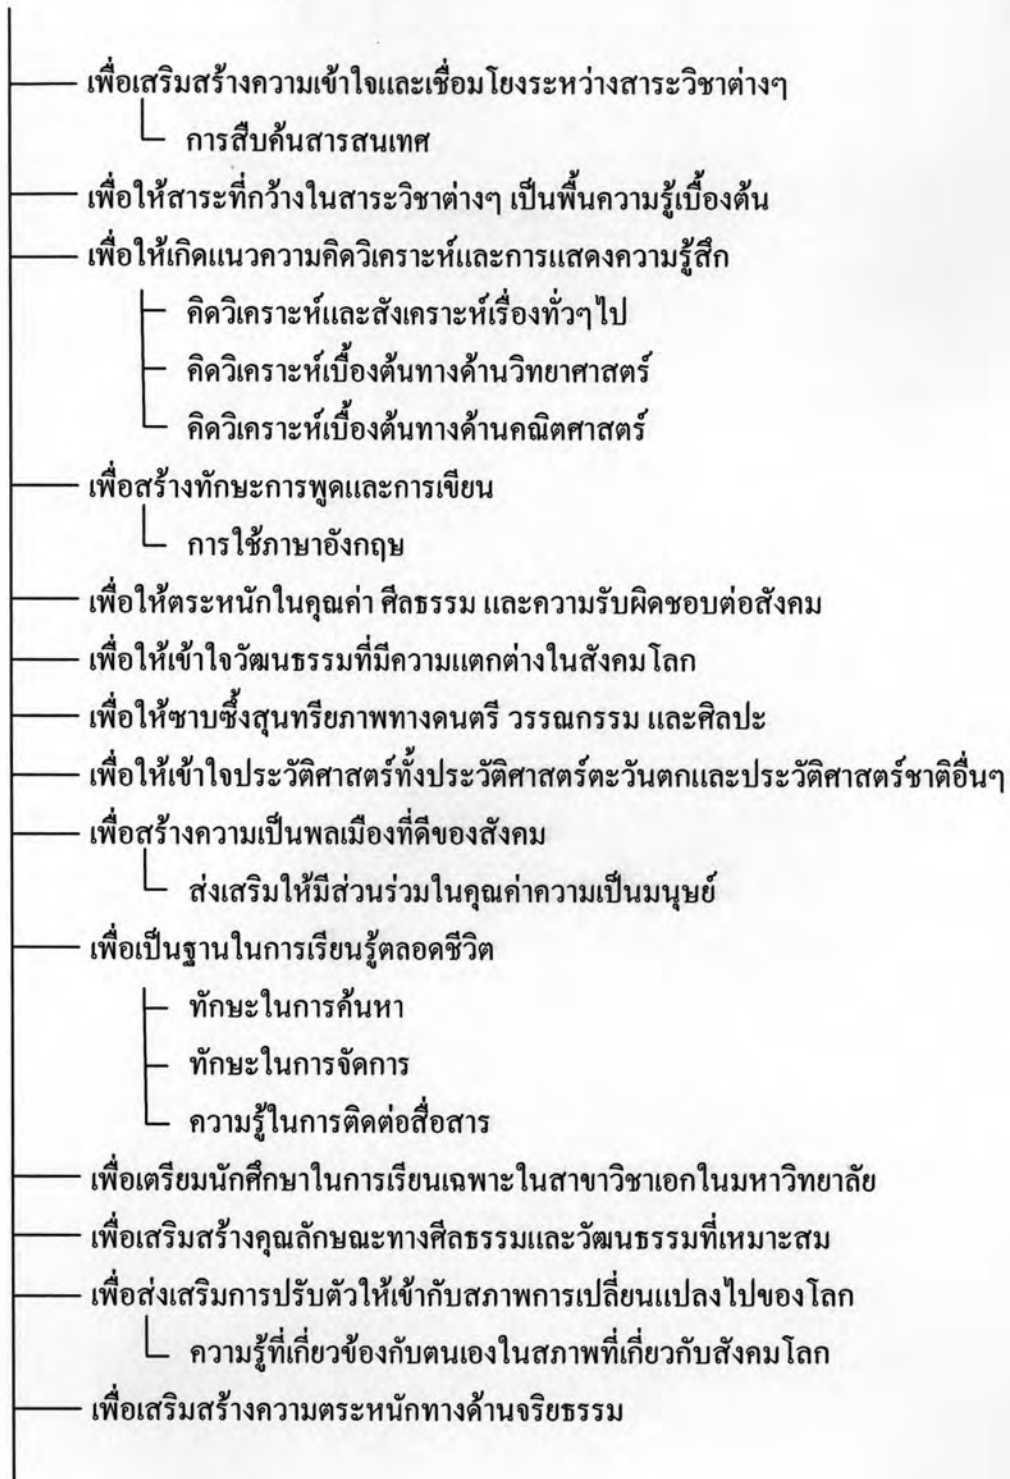 เพื่อเสริมสร้างความเข้าใจและเชื่อมโยงระหว่างสาระวิชาต่างๆ
การสืบค้นสารสนเทศ
เพื่อให้สาระที่กว้างในสาระวิชาต่างๆ เป็นพื้นความรู้เบื้องต้น
เพื่อให้เกิดแนวความคิดวิเคราะห์และการแสดงความรู้สึก
คิดวิเคราะห์และสังเคราะห์เรื่องทั่วๆไป
คิดวิเคราะห์เบื้องต้นทางด้านวิทยาศาสตร์
คิดวิเคราะห์เบื้องต้นทางด้านคณิตศาสตร์
เพื่อสร้างทักษะการพูดและการเขียน
การใช้ภาษาอังกฤษ
เพื่อให้ตระหนักในคุณค่า ศีลธรรม และความรับผิดชอบต่อสังคม
เพื่อให้เข้าใจวัฒนธรรมที่มีความแตกต่างในสังคมโลก
เพื่อให้ซาบซึ้งสุนทรียภาพทางดนตรี วรรณกรรม และศิลปะ
เพื่อให้เข้าใจประวัติศาสตร์ทั้งประวัติศาสตร์ตะวันตกและประวัติศาสตร์ชาติอื่นๆ
เพื่อสร้างความเป็นพลเมืองที่ดีของสังคม
ส่งเสริมให้มีส่วนร่วมในคุณค่าความเป็นมนุษย์
เพื่อเป็นฐานในการเรียนรู้ตลอดชีวิต
ทักษะในการค้นหา
ทักษะในการจัดการ
ความรู้ในการติดต่อสื่อสาร
เพื่อเตรียมนักศึกษาในการเรียนเฉพาะในสาขาวิชาเอกในมหาวิทยาลัย
เพื่อเสริมสร้างคุณลักษณะทางศีลธรรมและวัฒนธรรมที่เหมาะสม
เพื่อส่งเสริมการปรับตัวให้เข้ากับสภาพการเปลี่ยนแปลงไปของโลก
ความรู้ที่เกี่ยวข้องกับตนเองในสภาพที่เกี่ยวกับสังคมโลก
เพื่อเสริมสร้างความตระหนักทางด้านจริยธรรม